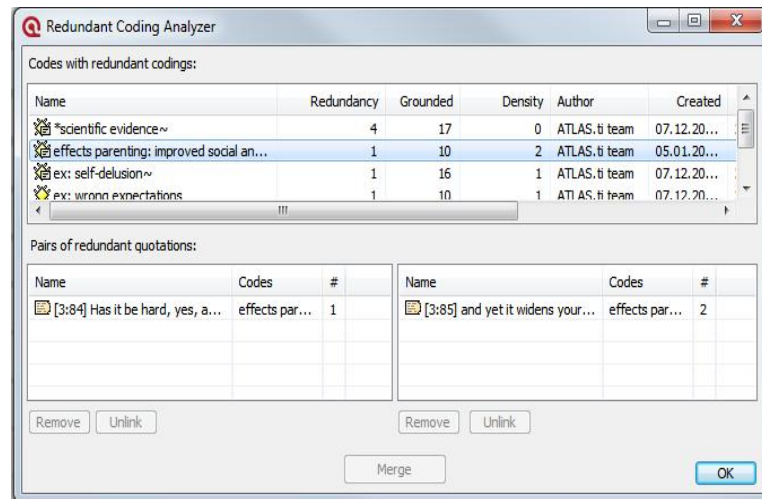 Redundant Coding Analyzer
Codes with redundant codings:
Name Redundancy Grounded Density Author Created
*scientific evidence~ 4 17 0 ATLAS.ti team 07.12.20...
effects parenting: improved social an... 1 10 2 ATLAS.ti team 05.01.20...
ex: self-delusion~ 1 16 1 ATLAS.ti team 07.12.20...
ex: wrong expectations 1 10 1 ATLAS.ti team 07.12.20...
Pairs of redundant quotations:
Name Codes # Name Codes #
[3:84] Has it be hard, yes, a... effects par... 1 [3:85] and yet it widens your... effects par... 2
Remove Unlink Remove Unlink
Merge
OK